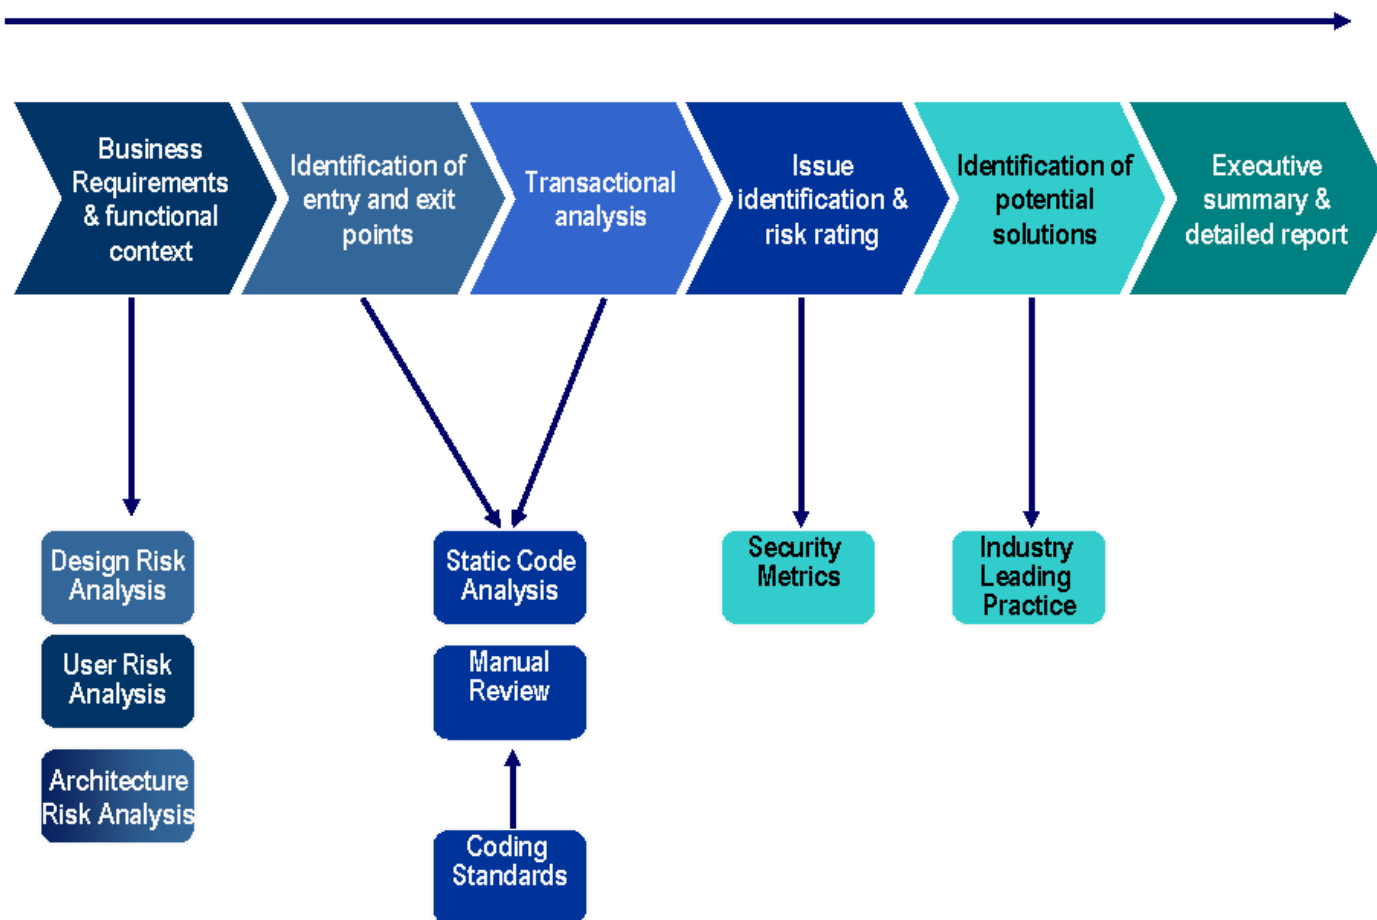 Business
Requirements
& functional
context
Identification of
entry and exit
points
Transactional
analysis
Issue
identification &
risk rating
Identification of
potential
solutions
Executive
summary &
detailed report
Design Risk
Analysis
User Risk
Analysis
Architecture
Risk Analysis
Static Code
Analysis
Manual
Review
Coding
Standards
Security
Metrics
Industry
Leading
Practice